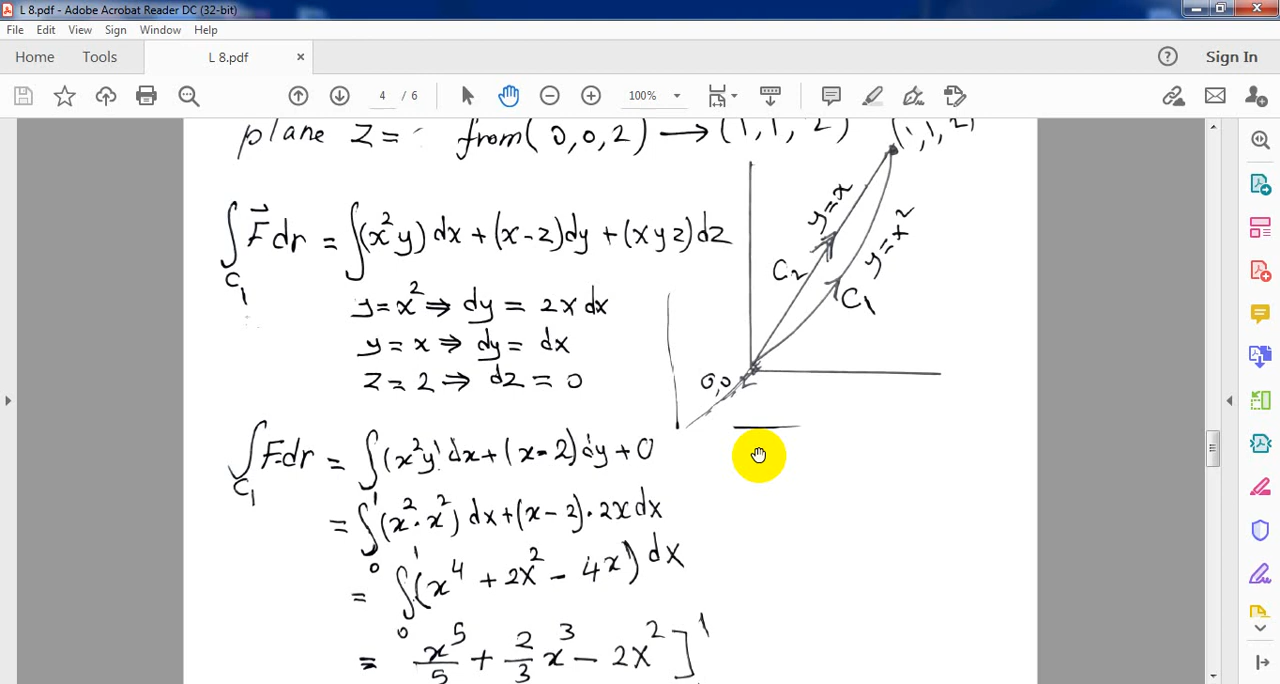 L 8.pdf - Adobe Acrobat Reader DC (32-bit)
File Edit View Sign Window Help
Home Tools L 8.pdf × Sign In
4 / 6 100%
plane z = from (0,0,2) → (1,1,2) (1,1,2)
∫C₁ F⃗ dr = ∫(x²y) dx + (x-z)dy + (xyz)dz
y=x
y=x²
C₂
C₁
y=x² ⇒ dy = 2x dx
y = x ⇒ dy = dx
z = 2 ⇒ dz = 0
0,0
∫C₁ Fdr = ∫(x²y) dx + (x-2)dy + 0
= ∫₀¹(x²·x²) dx + (x-2)·2x dx
= ∫₀¹(x⁴ + 2x² - 4x) dx
= x⁵/5 + 2/3 x³ - 2x² ]¹